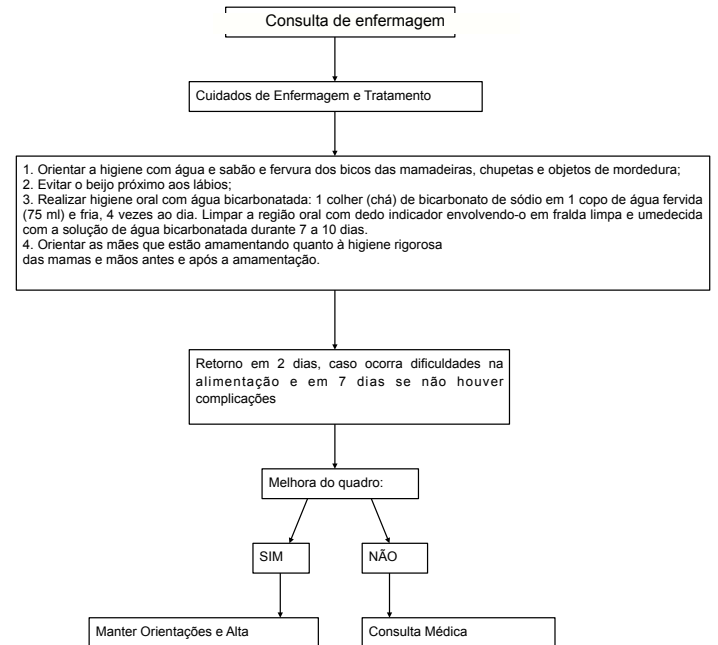 Consulta de enfermagem
Cuidados de Enfermagem e Tratamento
1. Orientar a higiene com água e sabão e fervura dos bicos das mamadeiras, chupetas e objetos de mordedura;
2. Evitar o beijo próximo aos lábios;
3. Realizar higiene oral com água bicarbonatada: 1 colher (chá) de bicarbonato de sódio em 1 copo de água fervida
(75 ml) e fria, 4 vezes ao dia. Limpar a região oral com dedo indicador envolvendo-o em fralda limpa e umedecida
com a solução de água bicarbonatada durante 7 a 10 dias.
4. Orientar as mães que estão amamentando quanto à higiene rigorosa
das mamas e mãos antes e após a amamentação.
Retorno em 2 dias, caso ocorra dificuldades na
alimentação e em 7 dias se não houver
complicações
Melhora do quadro:
SIM
NÃO
Manter Orientações e Alta
Consulta Médica